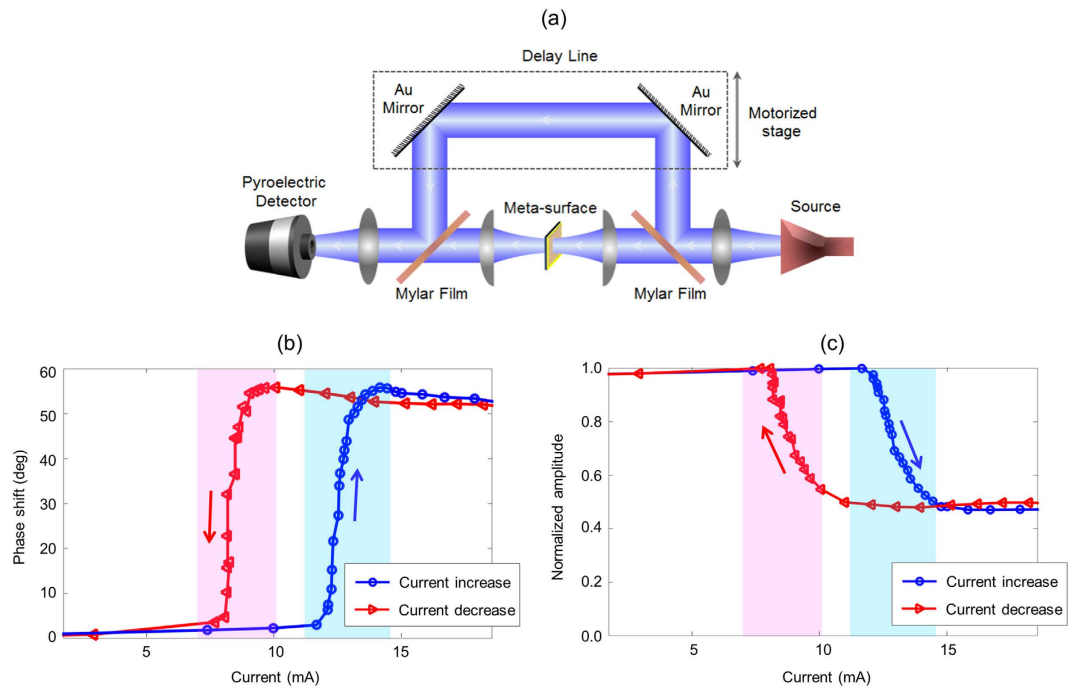 (a)
Delay Line
Au
Mirror
Au
Mirror
Motorized
stage
Pyroelectric
Detector
Meta-surface
Source
Mylar Film
Mylar Film
(b)
Phase shift (deg)
60
50
40
30
20
10
0
5
10
15
Current (mA)
Current increase
Current decrease
(c)
Normalized amplitude
1.0
0.8
0.6
0.4
0.2
0.0
5
10
15
Current (mA)
Current increase
Current decrease